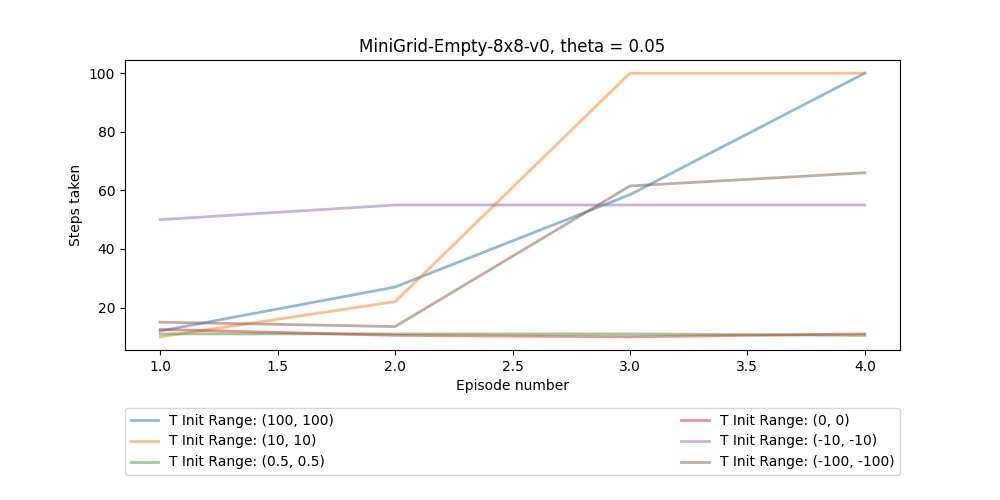 MiniGrid-Empty-8x8-v0, theta = 0.05
100
80
60
40
20
Steps taken
1.0 1.5 2.0 2.5 3.0 3.5 4.0
Episode number
T Init Range: (100, 100)
T Init Range: (10, 10)
T Init Range: (0.5, 0.5)
T Init Range: (0, 0)
T Init Range: (-10, -10)
T Init Range: (-100, -100)